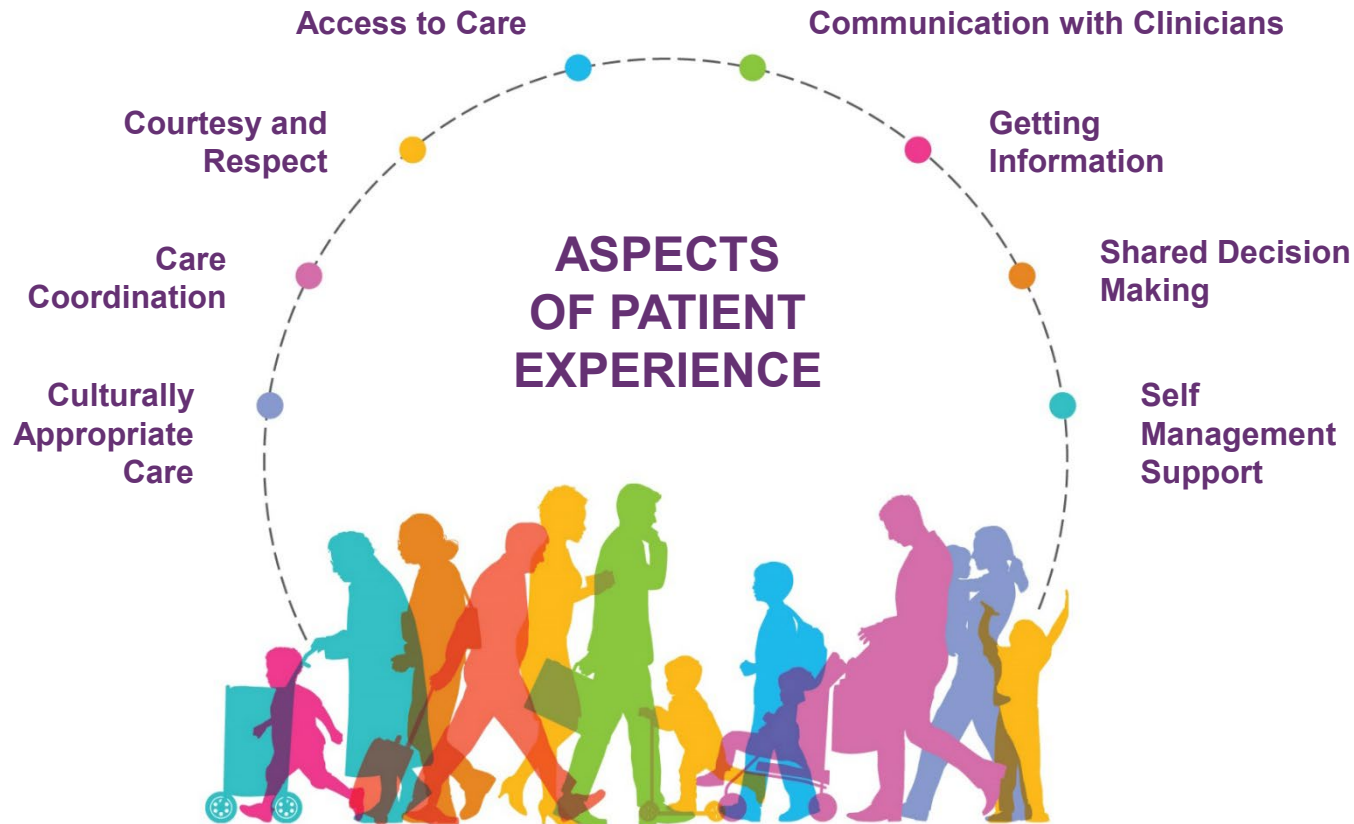 Access to Care
Communication with Clinicians
Courtesy and
Respect
Getting
Information
ASPECTS
OF PATIENT
EXPERIENCE
Care
Coordination
Shared Decision
Making
Culturally
Appropriate
Care
Self
Management
Support